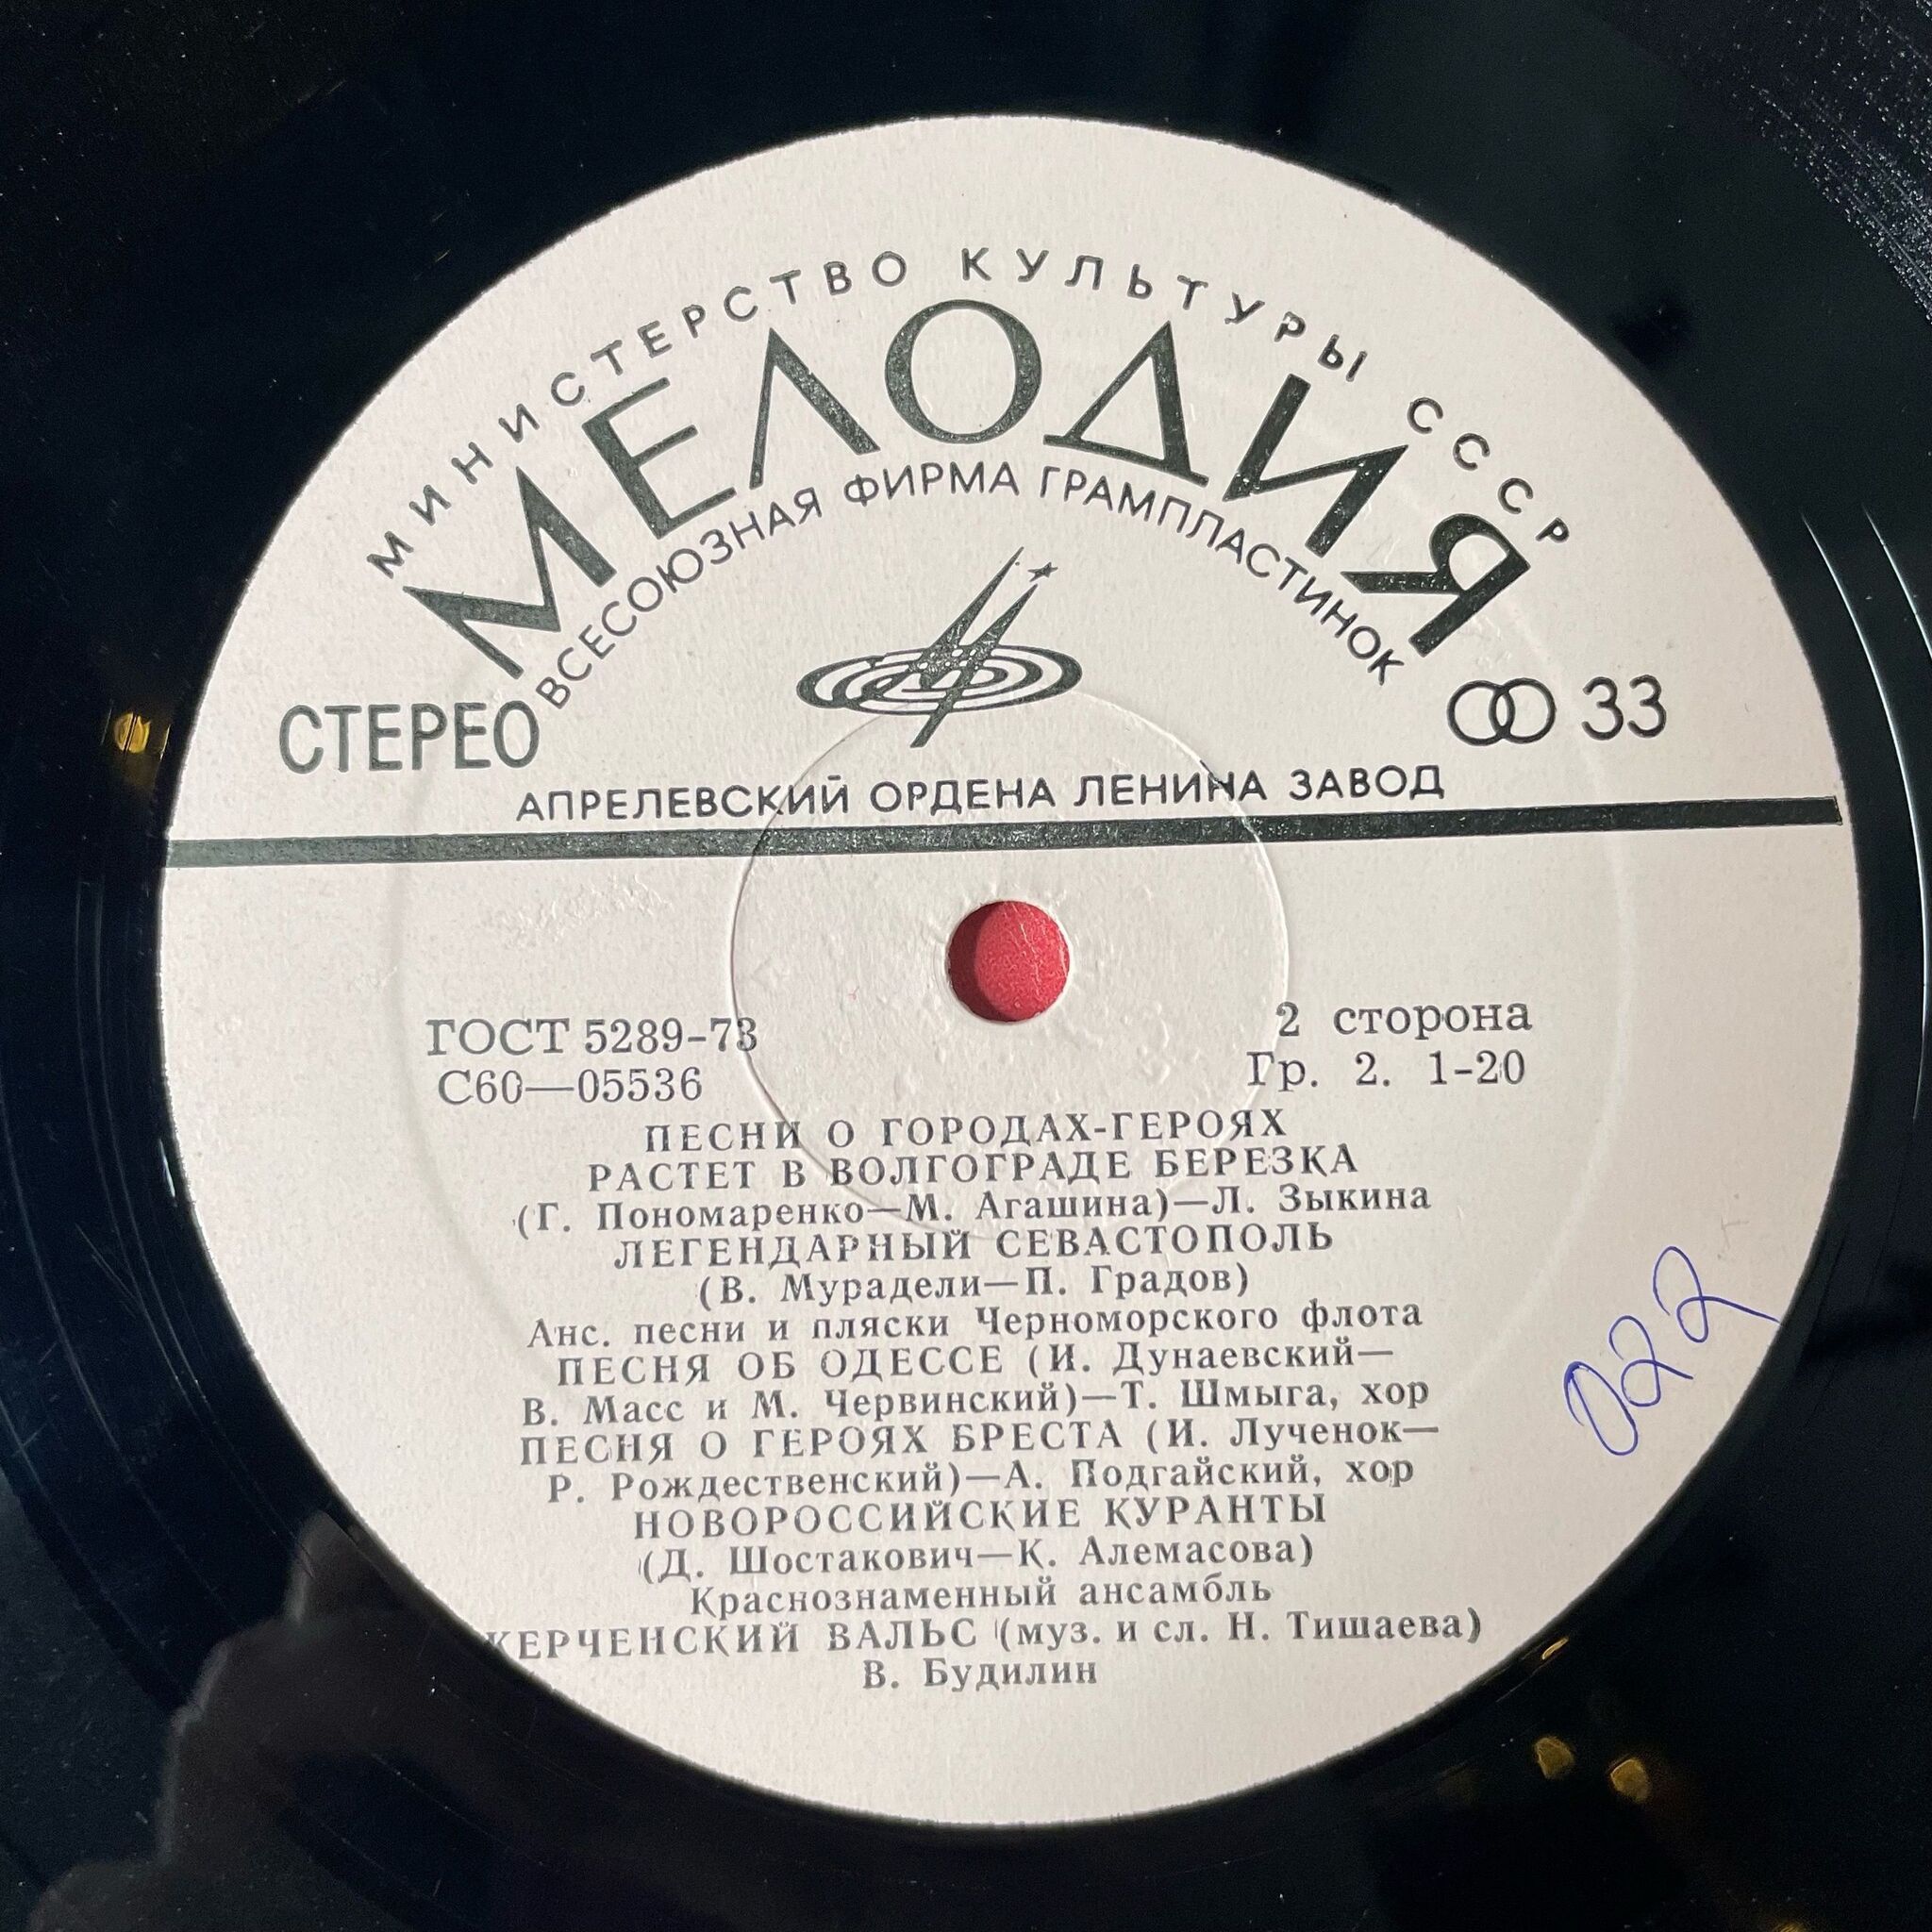 МИНИСТЕРСТВО КУЛЬТУРЫ СССР
МЕЛОДИЯ
ВСЕСОЮЗНАЯ ФИРМА ГРАМПЛАСТИНОК
СТЕРЕО
33
АПРЕЛЕВСКИЙ ОРДЕНА ЛЕНИНА ЗАВОД
ГОСТ 5289-73
С60—05536
2 сторона
Гр. 2. 1-20
ПЕСНИ О ГОРОДАХ-ГЕРОЯХ
РАСТЕТ В ВОЛГОГРАДЕ БЕРЕЗКА
(Г. Пономаренко—М. Агашина)—Л. Зыкина
ЛЕГЕНДАРНЫЙ СЕВАСТОПОЛЬ
(В. Мурадели—П. Градов)
Анс. песни и пляски Черноморского флота
ПЕСНЯ ОБ ОДЕССЕ (И. Дунаевский—
В. Масс и М. Червинский)—Т. Шмыга, хор
ПЕСНЯ О ГЕРОЯХ БРЕСТА (И. Лученок—
Р. Рождественский)—А. Подгайский, хор
НОВОРОССИЙСКИЕ КУРАНТЫ
(Д. Шостакович—К. Алемасова)
Краснознаменный ансамбль
КЕРЧЕНСКИЙ ВАЛЬС (муз. и сл. Н. Тишаева)
В. Будилин
022